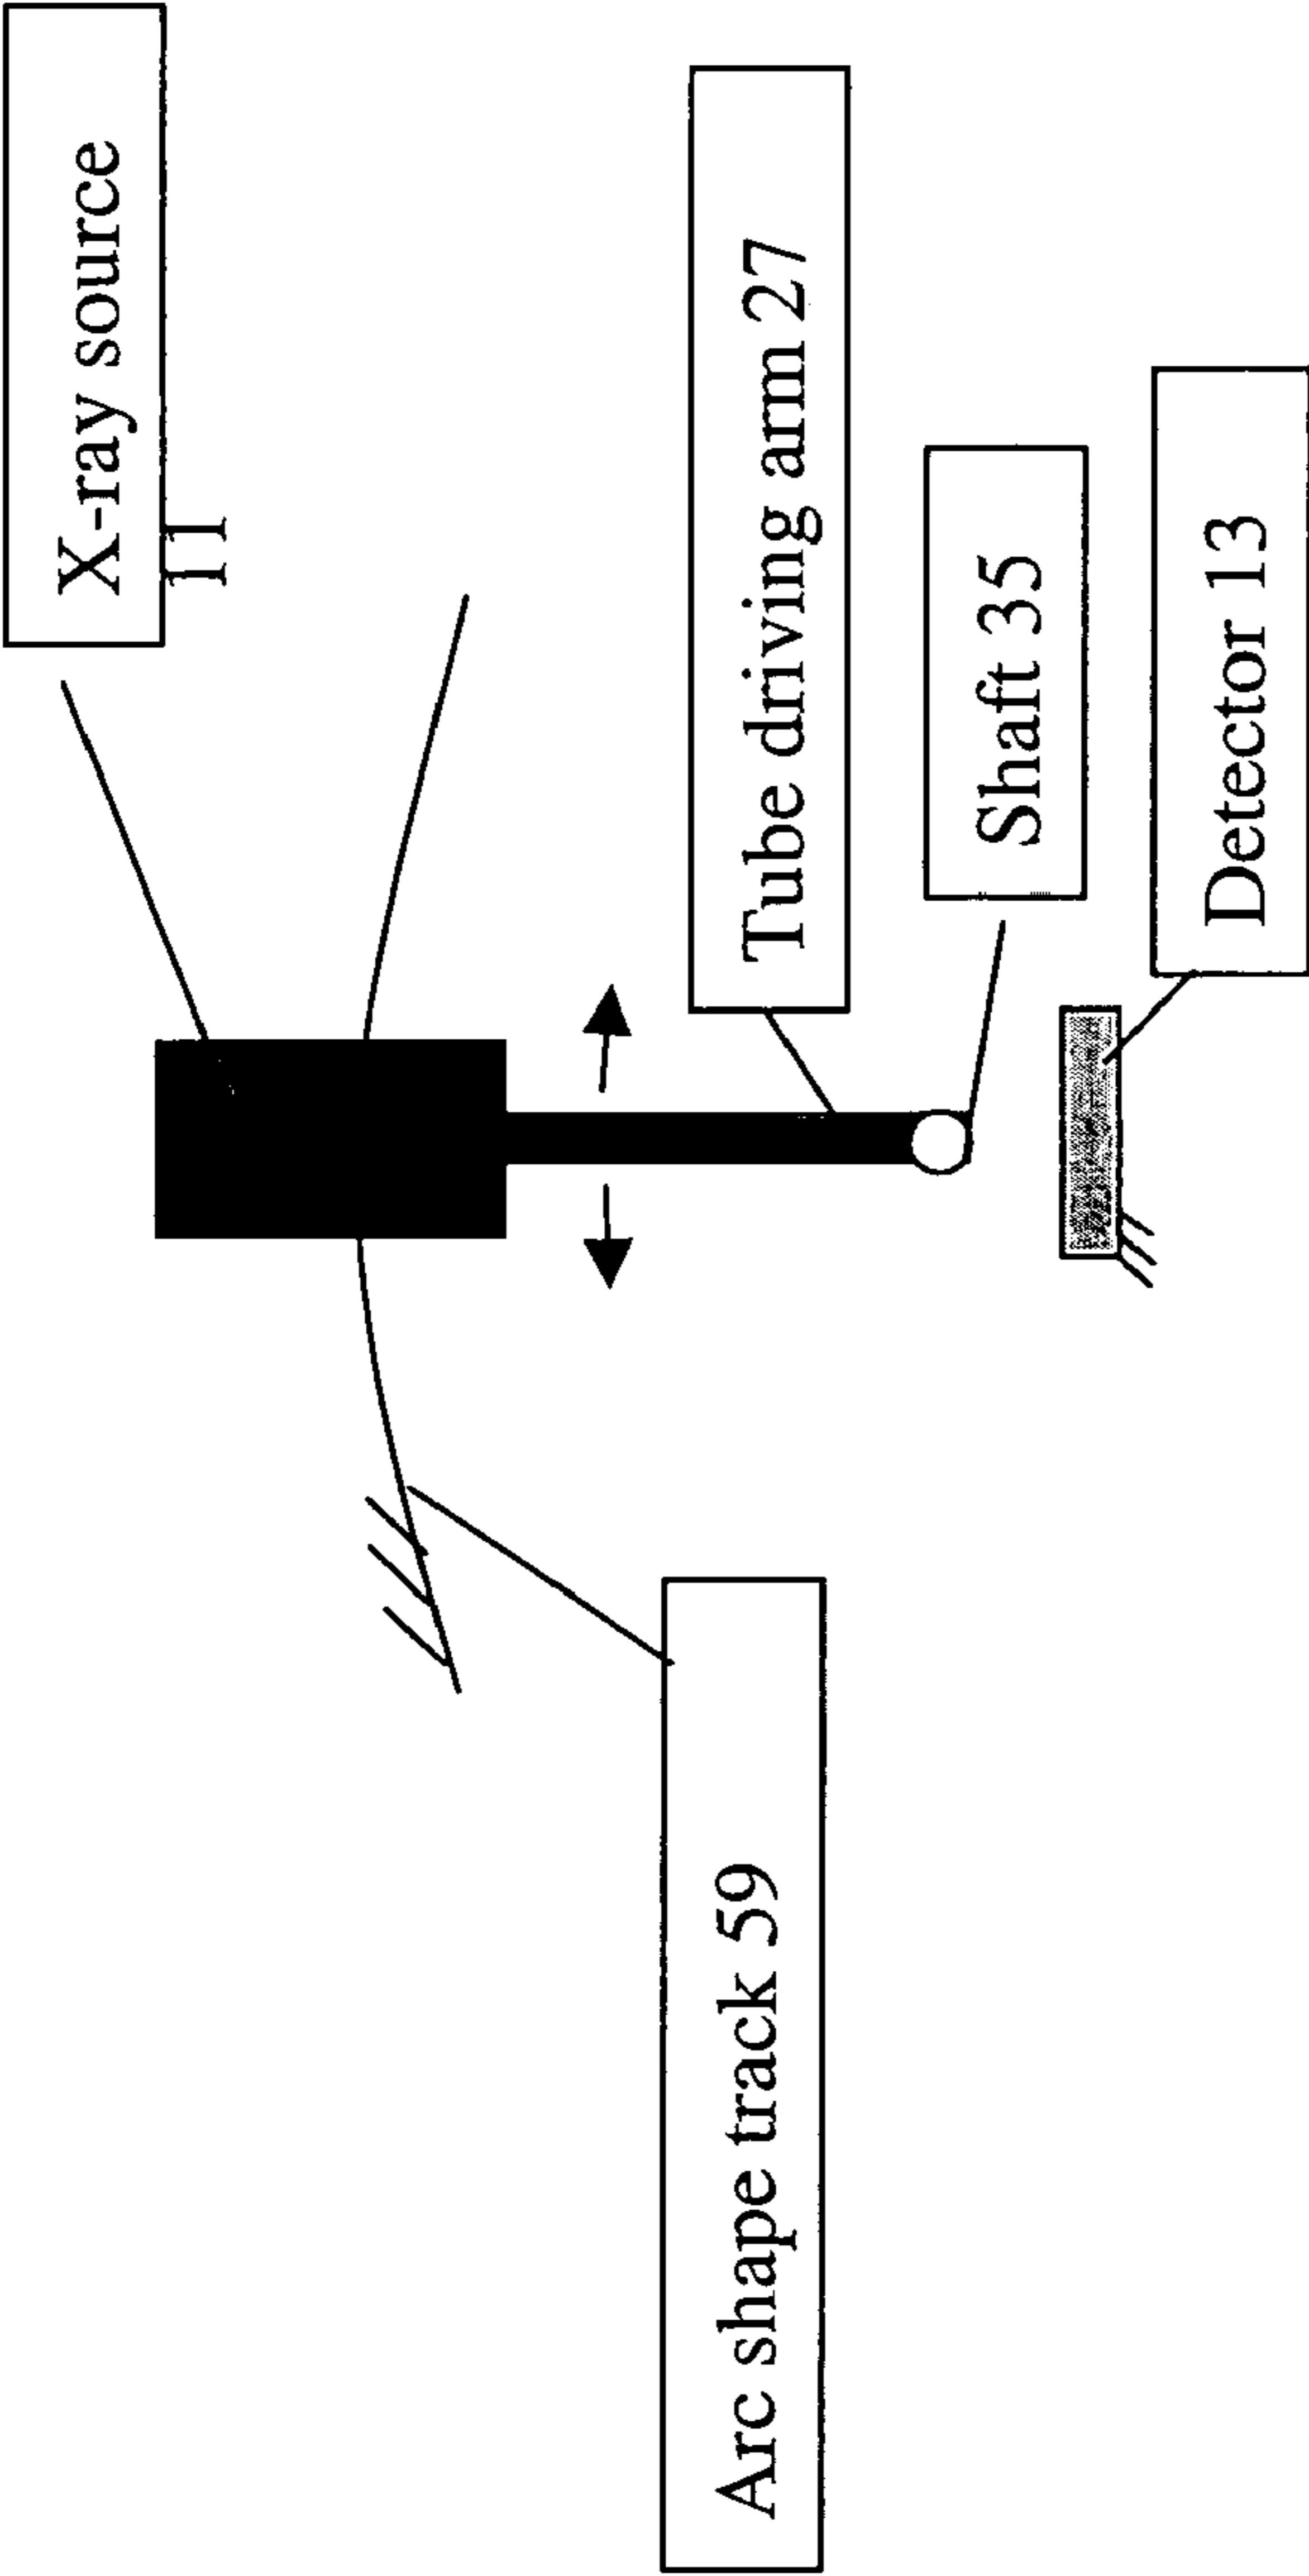 X-ray source
11
Tube driving arm 27
Shaft 35
Detector 13
Arc shape track 59